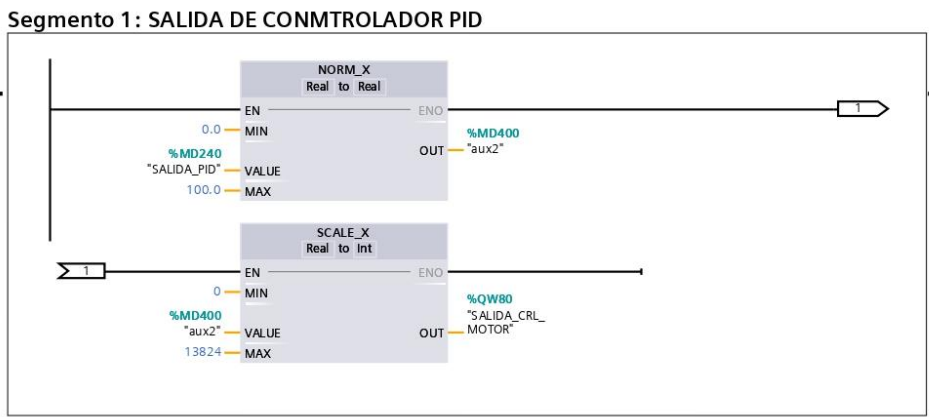 Segmento 1: SALIDA DE CONMTROLADOR PID
NORM_X
Real to Real
EN
ENO
1
0.0
MIN
%MD400
"aux2"
OUT
%MD240
"SALIDA_PID"
VALUE
100.0
MAX
SCALE_X
Real to Int
1
EN
ENO
0
MIN
%QW80
"SALIDA_CRL_
MOTOR"
OUT
%MD400
"aux2"
VALUE
13824
MAX